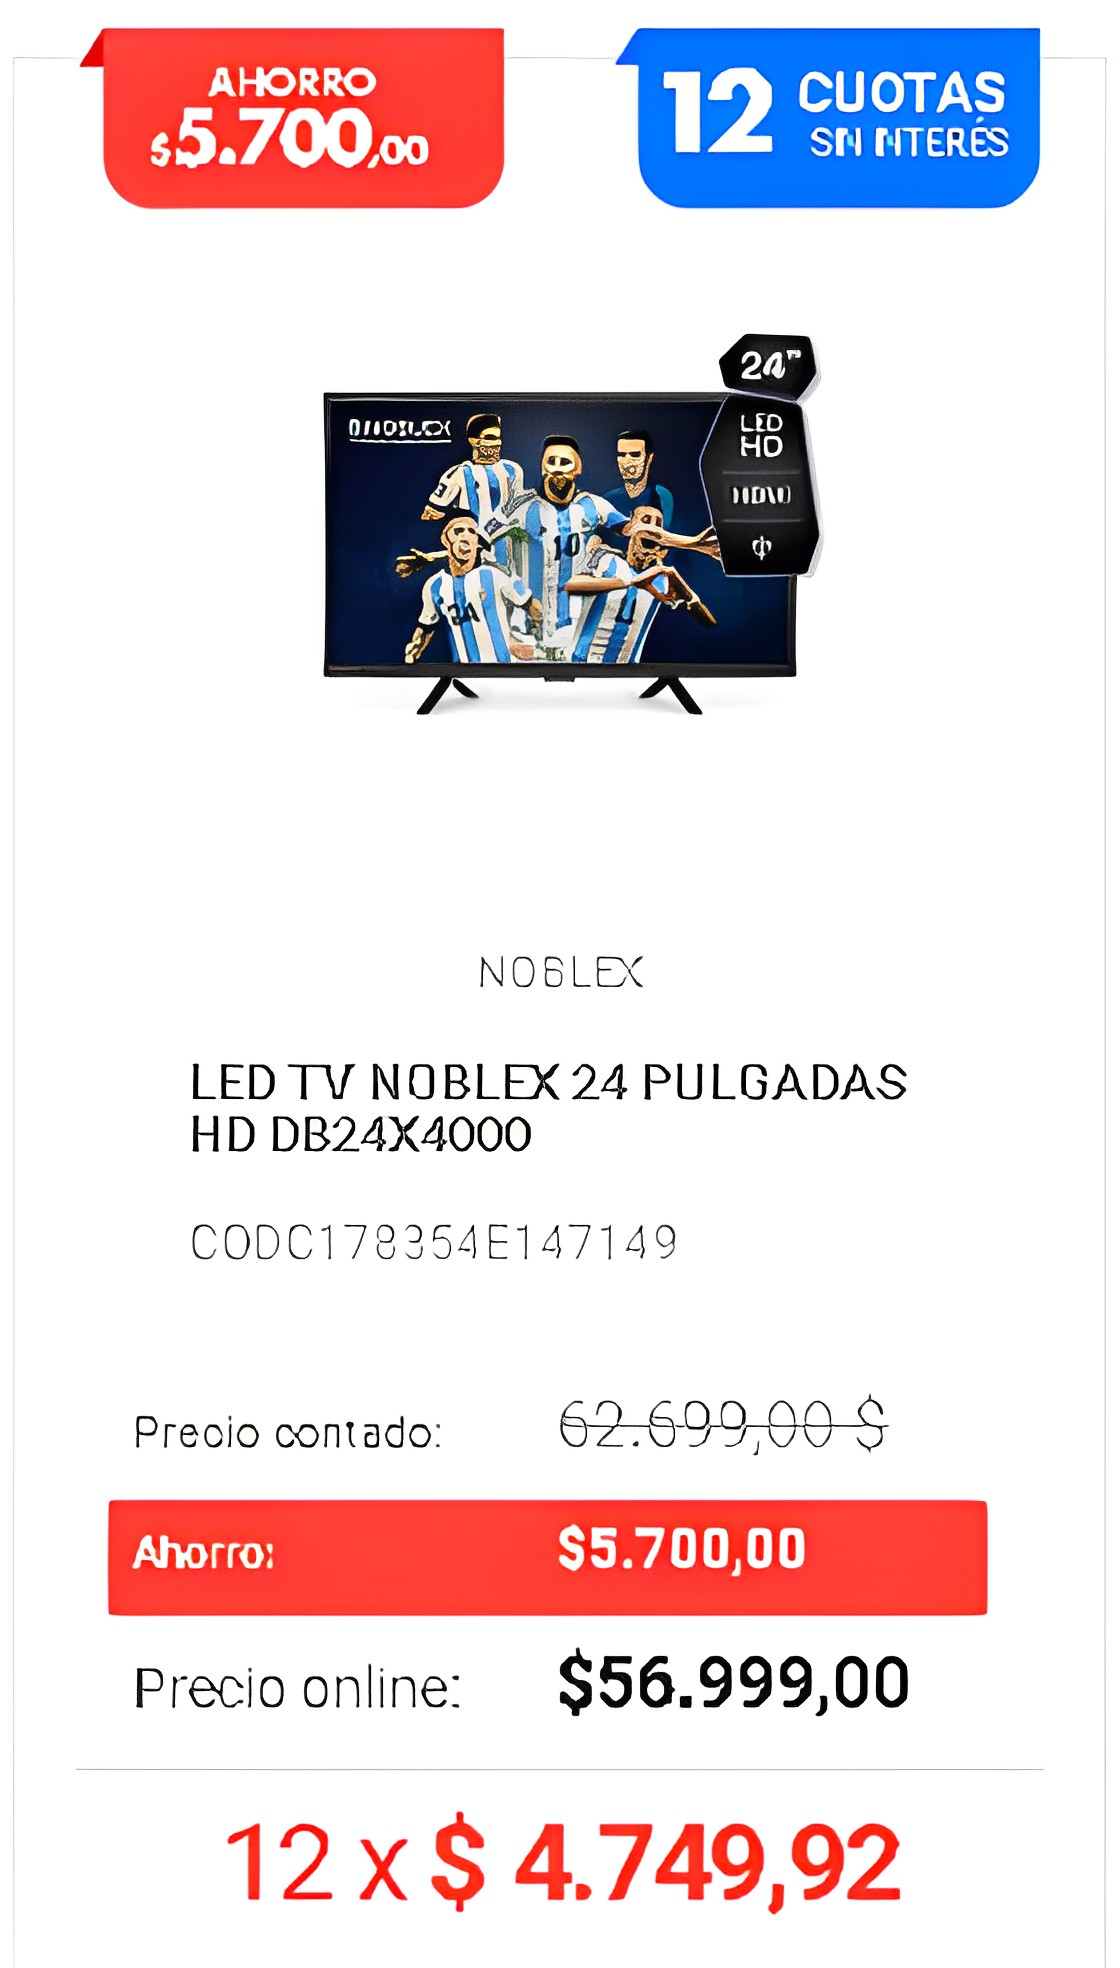 AHORRO
$5.700,00
12 CUOTAS
SIN INTERÉS
24"
LED
HD
NOBLEX
LED TV NOBLEX 24 PULGADAS
HD DB24X4000
CODC178354E147149
Precio contado: 62.699,00 $
Ahorro: $5.700,00
Precio online: $56.999,00
12 x $ 4.749,92